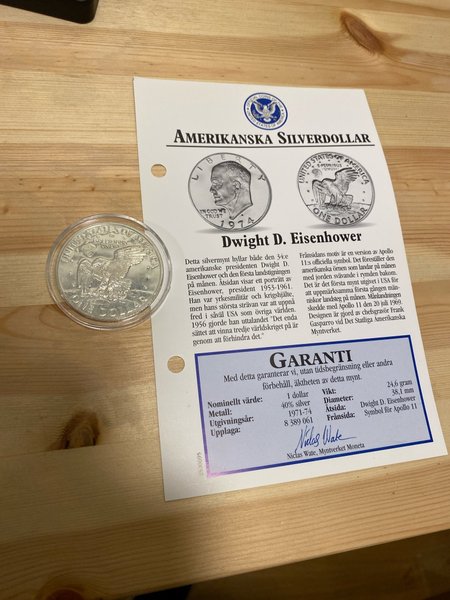 AMERIKANSKA SILVERDOLLAR
LIBERTY
IN GOD WE
TRUST
1974
UNITED STATES OF AMERICA
E PLURIBUS
UNUM
ONE DOLLAR
Dwight D. Eisenhower
Detta silvermynt hyllar både den 34:e
amerikanske presidenten Dwight D.
Eisenhower och den första landstigningen
på månen. Åtsidan visar ett porträtt av
Eisenhower, president 1953-1961.
Han var yrkesmilitär och krigshjälte,
men hans största strävan var att uppnå
fred i såväl USA som övriga världen.
1956 gjorde han uttalandet "Det enda
sättet att vinna tredje världskriget på är
genom att förhindra det."
Frånsidans motiv är en version av Apollo
11:s officiella symbol. Det föreställer den
amerikanska örnen som landar på månen
med jorden svävande i rymden bakom.
Det är det första mynt utgivet i USA för
att uppmärksamma första gången män-
niskor landsteg på månen. Månlandningen
skedde med Apollo 11 den 20 juli 1969.
Designen är gjord av chefsgravör Frank
Gasparro vid Det Statliga Amerikanska
Myntverket.
GARANTI
Med detta garanterar vi, utan tidsbegränsning eller andra
förbehåll, äktheten av detta mynt.
Nominellt värde: 1 dollar
Metall: 40% silver
Utgivningsår: 1971-74
Upplaga: 8 389 061
Vikt: 24,6 gram
Diameter: 38,1 mm
Åtsida: Dwight D. Eisenhower
Frånsida: Symbol för Apollo 11
Niclas Wate
Niclas Wate, Myntverket Moneta